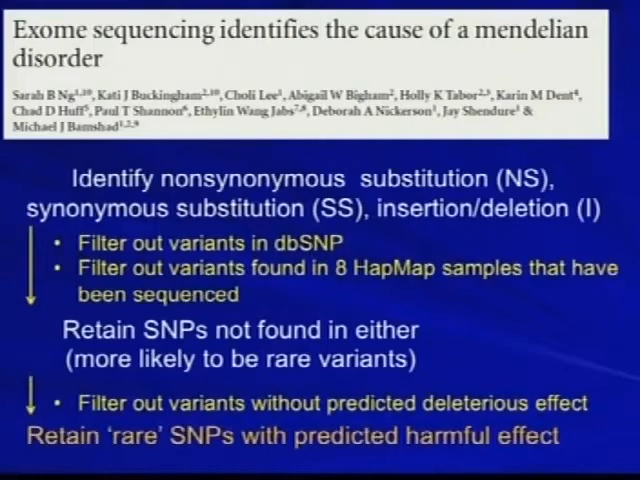 Exome sequencing identifies the cause of a mendelian
disorder
Sarah B Ng1,10, Kati J Buckingham2,10, Choli Lee1, Abigail W Bigham2, Holly K Tabor2,3, Karin M Dent4,
Chad D Huff5, Paul T Shannon6, Ethylin Wang Jabs7,8, Deborah A Nickerson1, Jay Shendure1 &
Michael J Bamshad1,2,9
Identify nonsynonymous substitution (NS),
synonymous substitution (SS), insertion/deletion (I)
• Filter out variants in dbSNP
• Filter out variants found in 8 HapMap samples that have
been sequenced
Retain SNPs not found in either
(more likely to be rare variants)
• Filter out variants without predicted deleterious effect
Retain 'rare' SNPs with predicted harmful effect